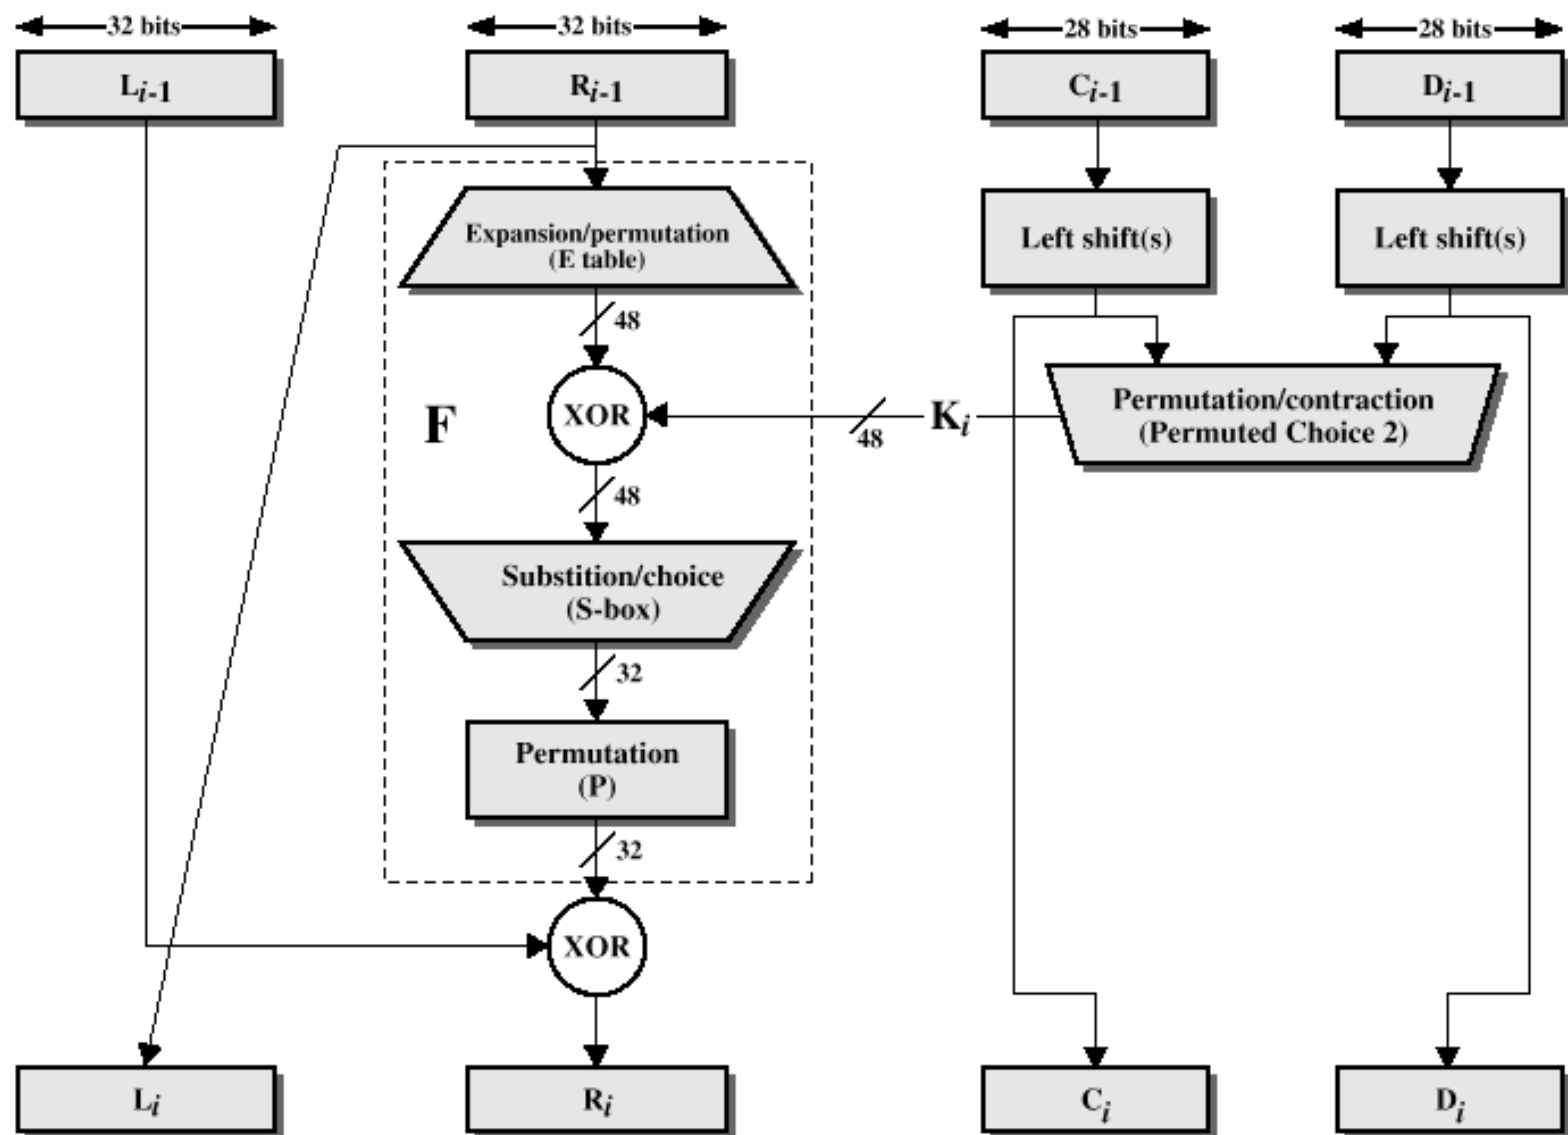 32 bits
32 bits
28 bits
28 bits
Li-1
Ri-1
Ci-1
Di-1
Expansion/permutation
(E table)
Left shift(s)
Left shift(s)
48
F
XOR
48
Ki
Permutation/contraction
(Permuted Choice 2)
48
Substition/choice
(S-box)
32
Permutation
(P)
32
XOR
Li
Ri
Ci
Di